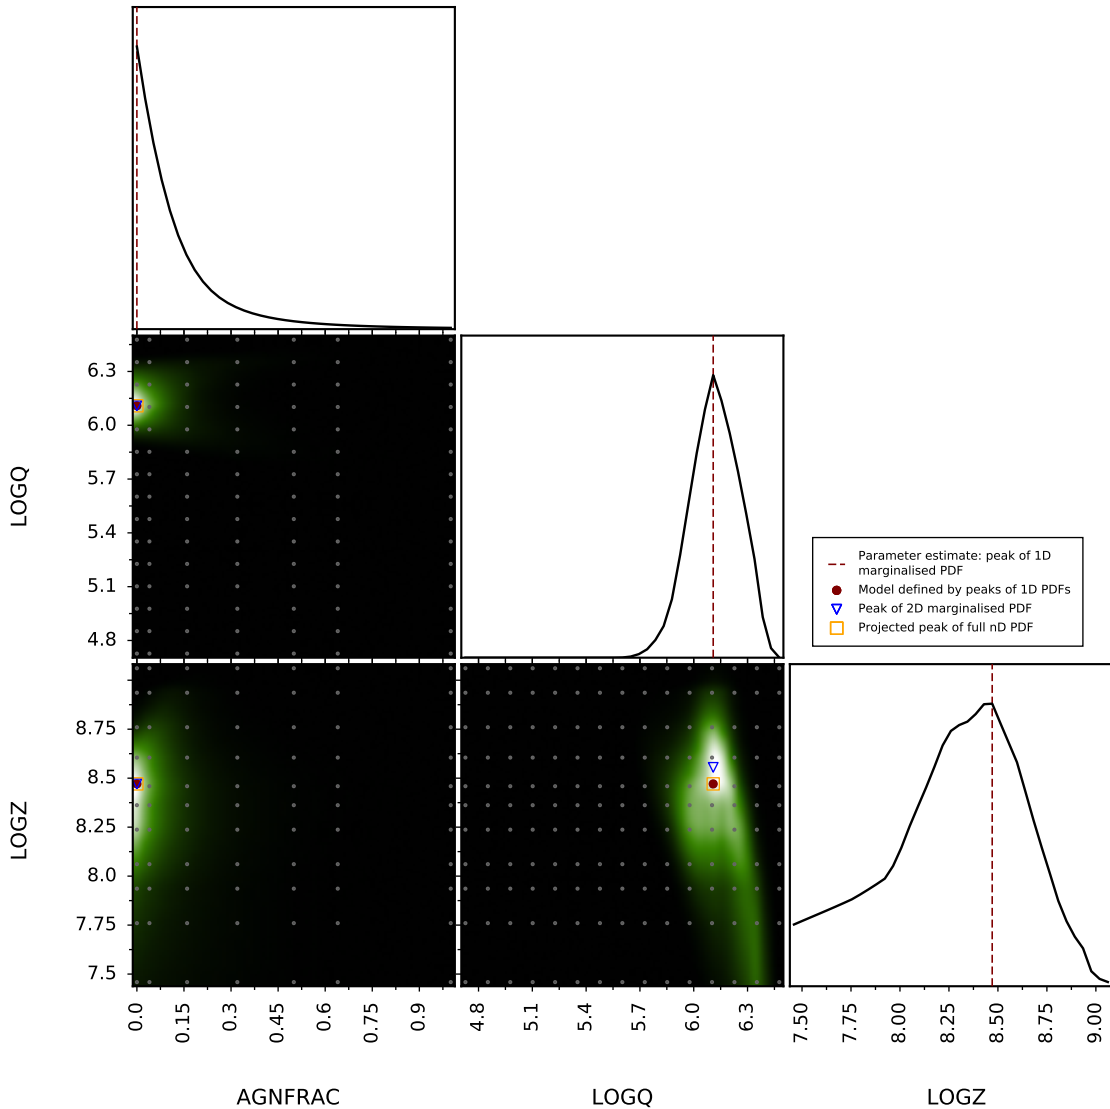 6.3
6.0
5.7
5.4
5.1
4.8
LOGQ
Parameter estimate: peak of 1D
marginalised PDF
Model defined by peaks of 1D PDFs
Peak of 2D marginalised PDF
Projected peak of full nD PDF
8.75
8.5
8.25
8.0
7.75
7.5
LOGZ
0.0 0.15 0.3 0.45 0.6 0.75 0.9
4.8 5.1 5.4 5.7 6.0 6.3
7.50 7.75 8.00 8.25 8.50 8.75 9.00
AGNFRAC LOGQ LOGZ